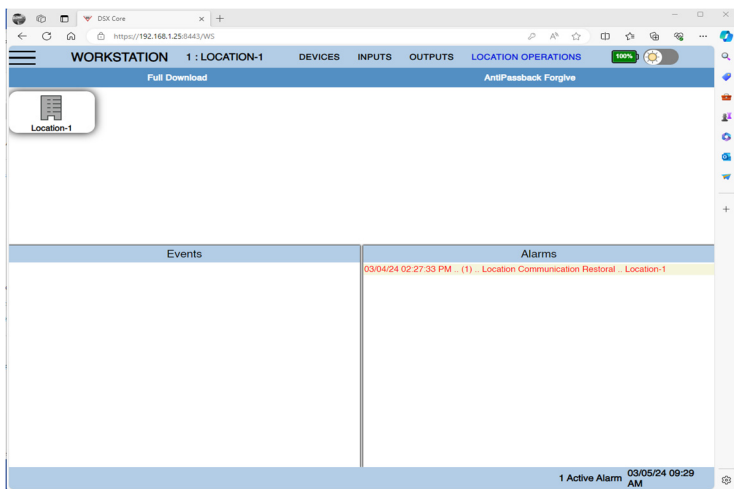 DSX Core
https://192.168.1.25:8443/WS
WORKSTATION 1 : LOCATION-1 DEVICES INPUTS OUTPUTS LOCATION OPERATIONS 100%
Full Download AntiPassback Forgive
Location-1
Events
Alarms
03/04/24 02:27:33 PM .. (1) .. Location Communication Restoral .. Location-1
1 Active Alarm 03/05/24 09:29
AM